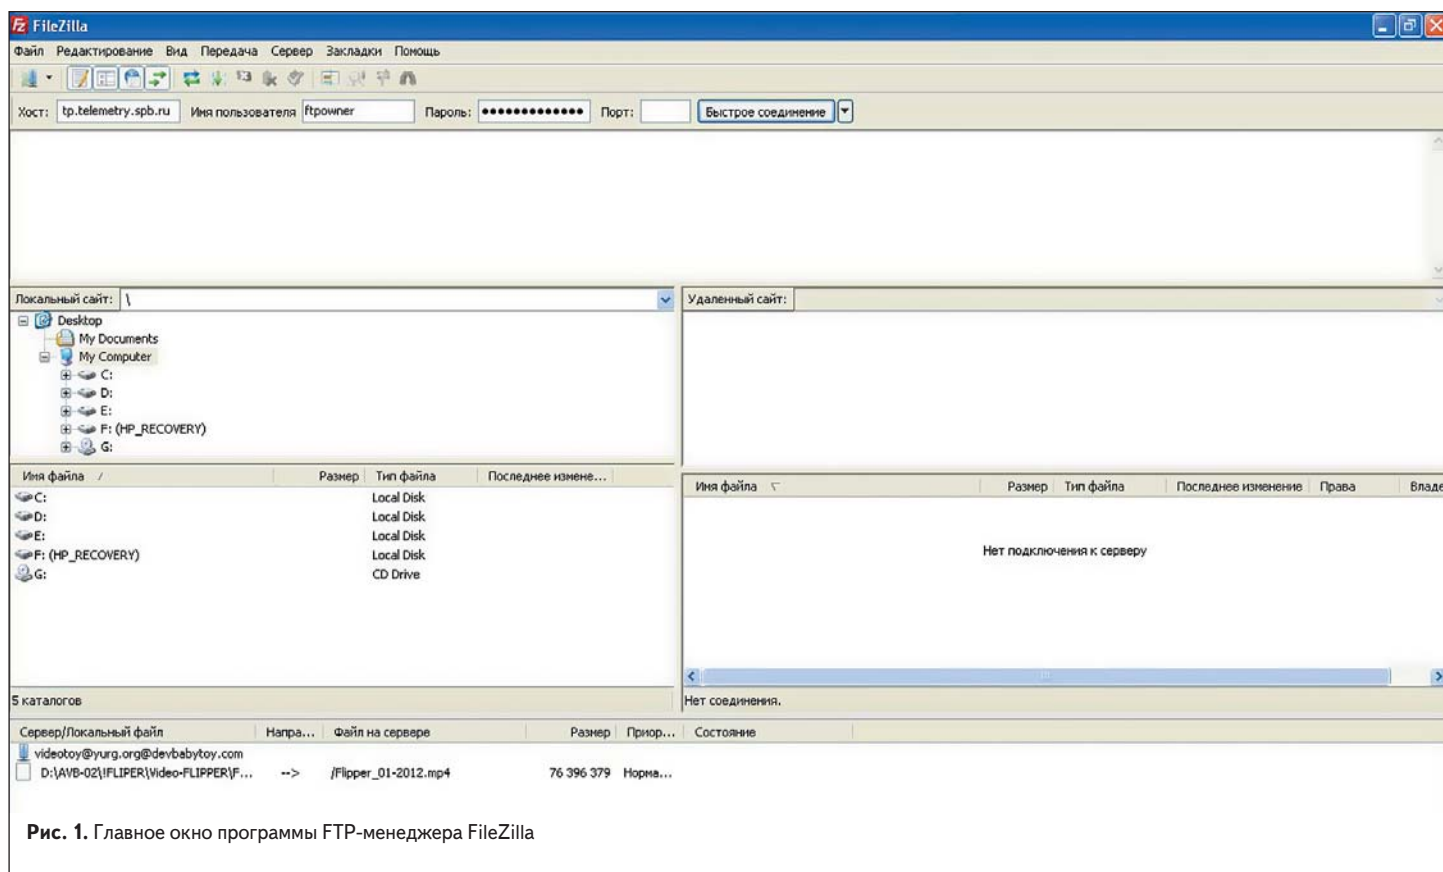 FileZilla
Файл Редактирование Вид Передача Сервер Закладки Помощь
Хост: tp.telemetry.spb.ru Имя пользователя ftpowner Пароль: ●●●●●●●●●●●●● Порт: Быстрое соединение
Локальный сайт: \
Удаленный сайт:
Desktop
My Documents
My Computer
C:
D:
E:
F: (HP_RECOVERY)
G:
Имя файла / Размер Тип файла Последнее измене...
C: Local Disk
D: Local Disk
E: Local Disk
F: (HP_RECOVERY) Local Disk
G: CD Drive
5 каталогов
Имя файла Размер Тип файла Последнее изменение Права Владе
Нет подключения к серверу
Нет соединения.
Сервер/Локальный файл Напра... Файл на сервере Размер Приор... Состояние
videotoy@yurg.org@devbabytoy.com
D:\AVB-02\!FLIPER\Video-FLIPPER\F... --> /Flipper_01-2012.mp4 76 396 379 Норма...
Рис. 1. Главное окно программы FTP-менеджера FileZilla